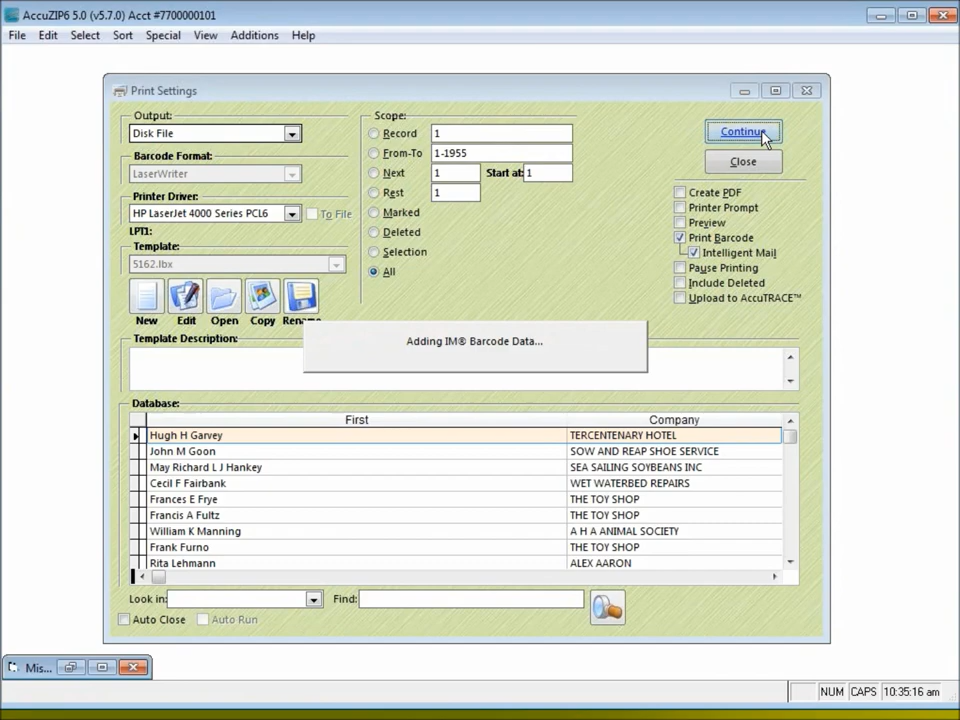 AccuZIP6 5.0 (v5.7.0) Acct #7700000101
File Edit Select Sort Special View Additions Help
Print Settings
Output:
Disk File
Barcode Format:
LaserWriter
Printer Driver:
HP LaserJet 4000 Series PCL6 To File
LPT1:
Template:
5162.lbx
New Edit Open Copy Rename
Scope:
Record 1
From-To 1-1955
Next 1 Start at: 1
Rest 1
Marked
Deleted
Selection
All
Continue
Close
Create PDF
Printer Prompt
Preview
Print Barcode
Intelligent Mail
Pause Printing
Include Deleted
Upload to AccuTRACE™
Template Description:
Adding IM® Barcode Data...
Database:
First Company
Hugh H Garvey TERCENTENARY HOTEL
John M Goon SOW AND REAP SHOE SERVICE
May Richard L J Hankey SEA SAILING SOYBEANS INC
Cecil F Fairbank WET WATERBED REPAIRS
Frances E Frye THE TOY SHOP
Francis A Fultz THE TOY SHOP
William K Manning A H A ANIMAL SOCIETY
Frank Furno THE TOY SHOP
Rita Lehmann ALEX AARON
Look in: Find:
Auto Close Auto Run
Mis...
NUM CAPS 10:35:16 am